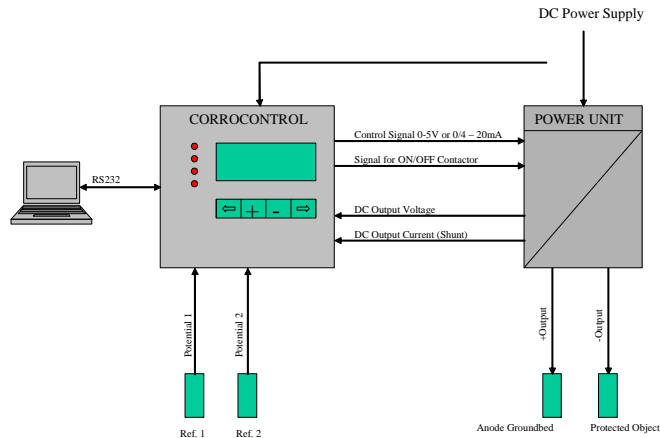 DC Power Supply
CORROCONTROL
POWER UNIT
Control Signal 0-5V or 0/4 – 20mA
Signal for ON/OFF Contactor
RS232
+
-
DC Output Voltage
DC Output Current (Shunt)
Potential 1
Potential 2
+Output
-Output
Ref. 1
Ref. 2
Anode Groundbed
Protected Object